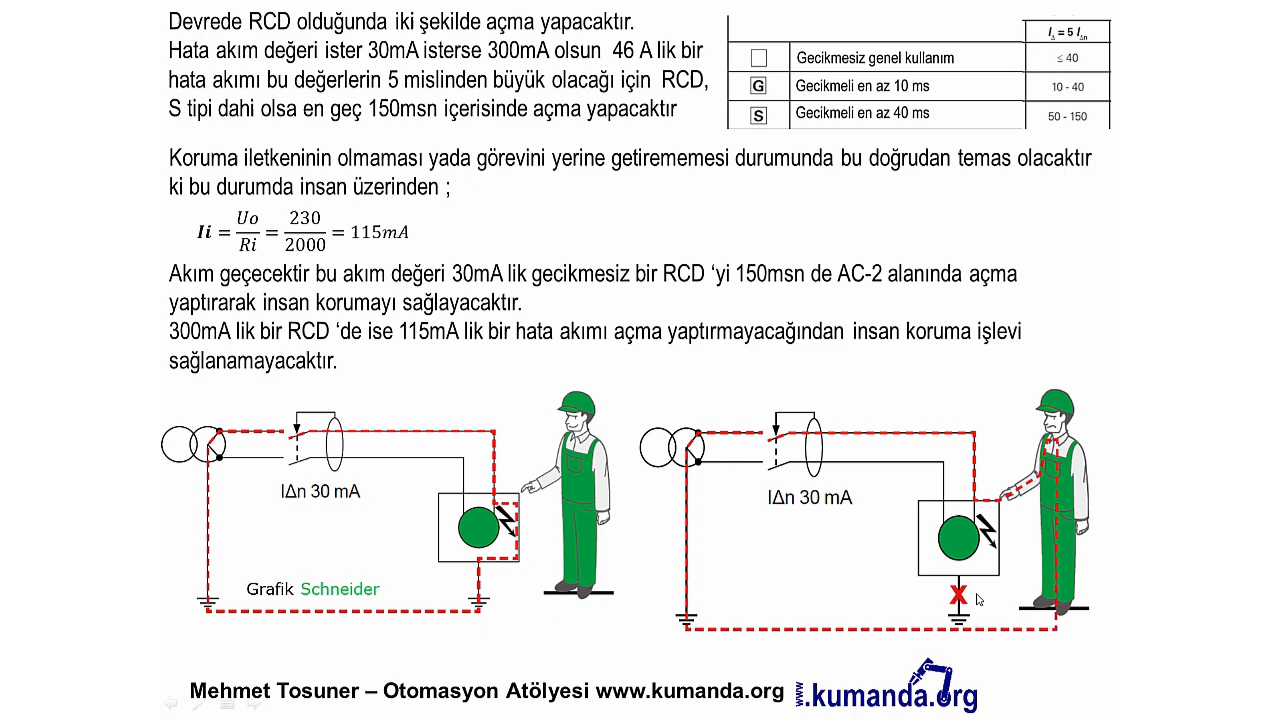 Devrede RCD olduğunda iki şekilde açma yapacaktır.
Hata akım değeri ister 30mA isterse 300mA olsun 46 A lik bir
hata akımı bu değerlerin 5 mislinden büyük olacağı için RCD,
S tipi dahi olsa en geç 150msn içerisinde açma yapacaktır
I∆ = 5 I∆n
Gecikmesiz genel kullanım ≤ 40
G Gecikmeli en az 10 ms 10 - 40
S Gecikmeli en az 40 ms 50 - 150
Koruma iletkeninin olmaması yada görevini yerine getirememesi durumunda bu doğrudan temas olacaktır
ki bu durumda insan üzerinden ;
Ii = Uo/Ri = 230/2000 = 115mA
Akım geçecektir bu akım değeri 30mA lik gecikmesiz bir RCD ‘yi 150msn de AC-2 alanında açma
yaptırarak insan korumayı sağlayacaktır.
300mA lik bir RCD ‘de ise 115mA lik bir hata akımı açma yaptırmayacağından insan koruma işlevi
sağlanamayacaktır.
I∆n 30 mA
I∆n 30 mA
Grafik Schneider
X
Mehmet Tosuner – Otomasyon Atölyesi www.kumanda.org
www.kumanda.org